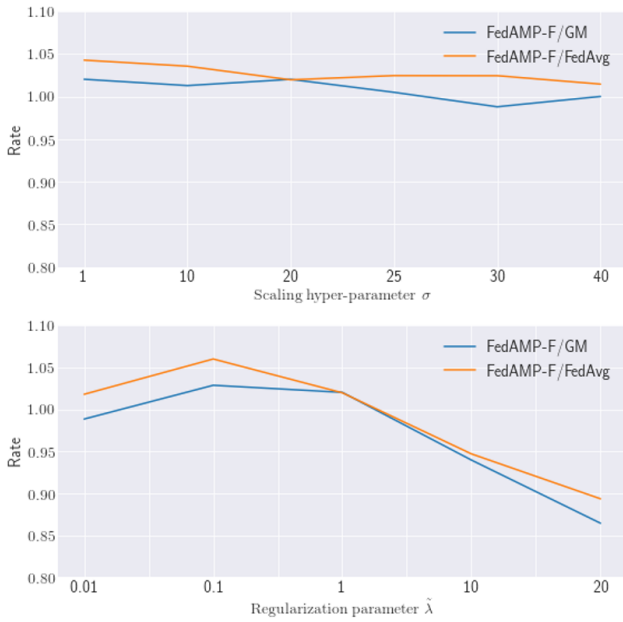 1.10
FedAMP-F/GM
1.05
FedAMP-F/FedAvg
1.00
Rate
0.95
0.90
0.85
0.80
1 10 20 25 30 40
Scaling hyper-parameter σ
1.10
FedAMP-F/GM
FedAMP-F/FedAvg
1.05
1.00
Rate
0.95
0.90
0.85
0.80
0.01 0.1 1 10 20
Regularization parameter λ̃